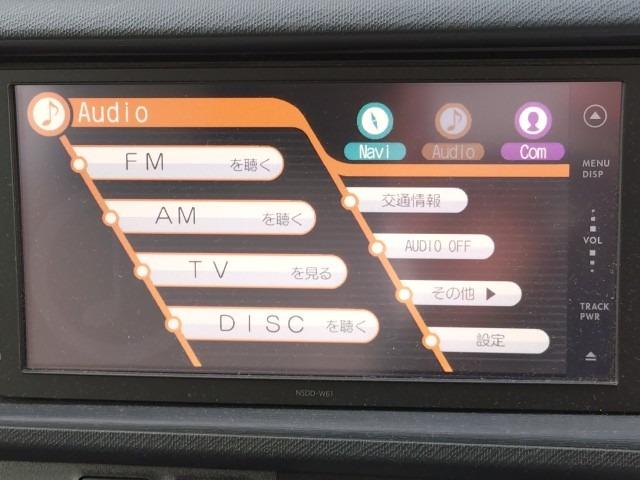 Audio
Navi
Audio
Com
FM を聴く
AM を聴く
TV を見る
DISC を聴く
交通情報
AUDIO OFF
その他 ▶
設定
MENU
DISP
VOL
TRACK
PWR
NSDD-W61